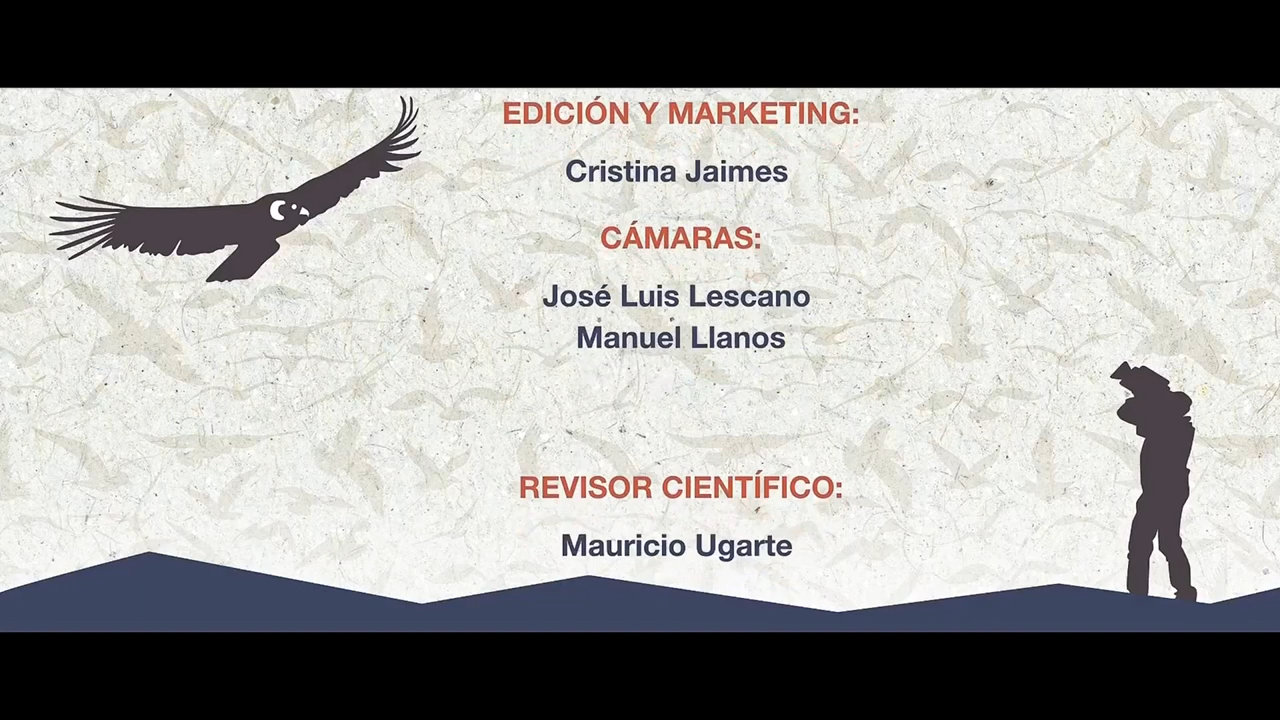 EDICIÓN Y MARKETING:
Cristina Jaimes
CÁMARAS:
José Luis Lescano
Manuel Llanos
REVISOR CIENTÍFICO:
Mauricio Ugarte